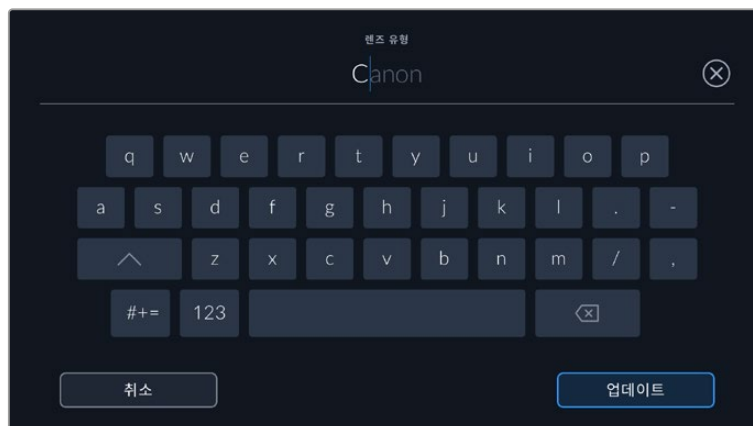 렌즈 유형
Canon
q w e r t y u i o p
a s d f g h j k l . -
z x c v b n m / ,
#+= 123
취소 업데이트